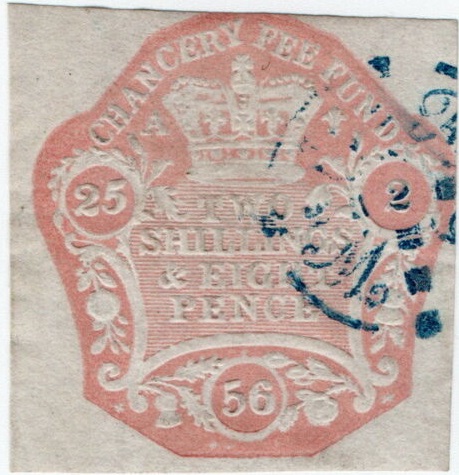 CHANCERY FEE FUND
25 2
TWO
SHILLINGS
& EIGHT
PENCE
56